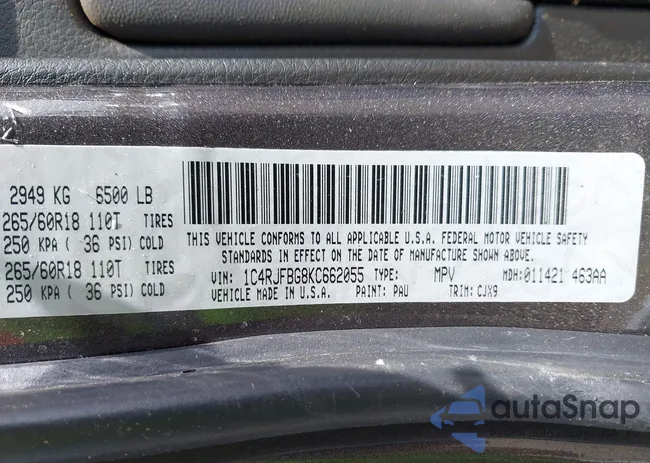 2949 KG 6500 LB
265/60R18 110T TIRES
250 KPA ( 36 PSI) COLD
265/60R18 110T TIRES
250 KPA ( 36 PSI) COLD
THIS VEHICLE CONFORMS TO ALL APPLICABLE U.S.A. FEDERAL MOTOR VEHICLE SAFETY
STANDARDS IN EFFECT ON THE DATE OF MANUFACTURE SHOWN ABOVE.
VIN: 1C4RJFBG8KC662055 TYPE: MPV MDH: 011421 463AA
VEHICLE MADE IN U.S.A. PAINT: PAU TRIM: CJX9
autaSnap